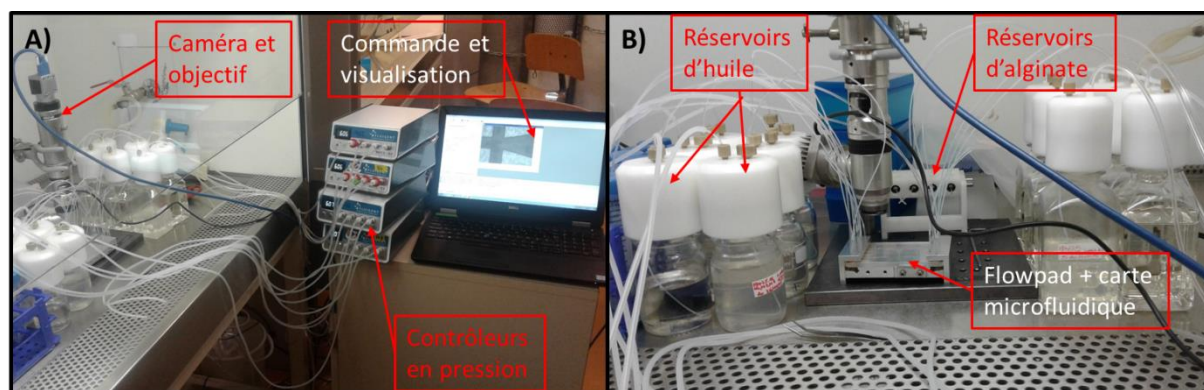 A)
Caméra et
objectif
Commande et
visualisation
Contrôleurs
en pression
B)
Réservoirs
d'huile
Réservoirs
d'alginate
Flowpad + carte
microfluidique